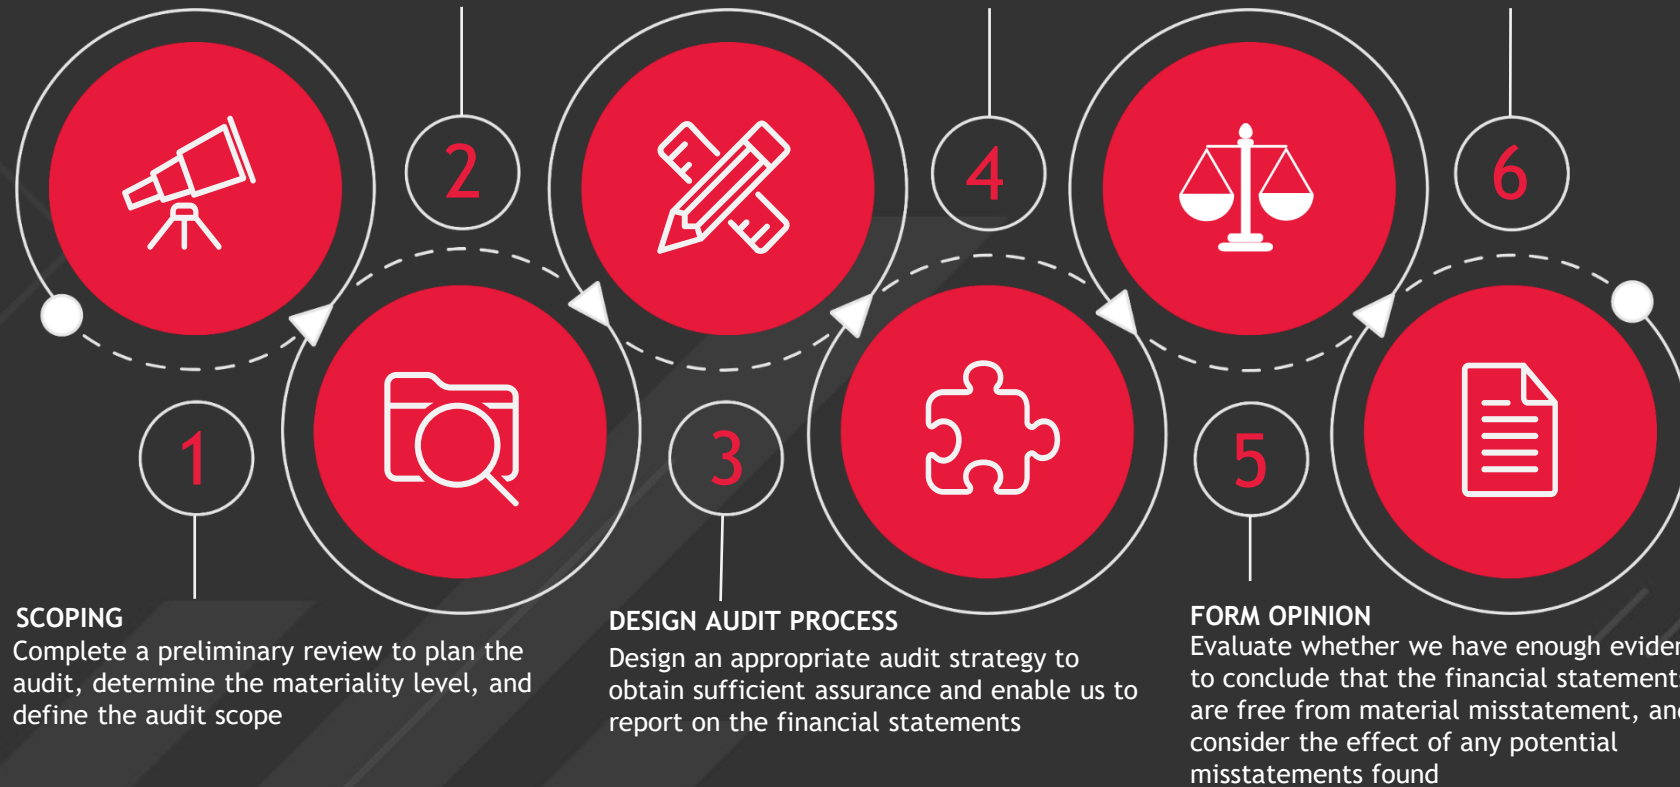 2
4
6
1
3
5
SCOPING
Complete a preliminary review to plan the
audit, determine the materiality level, and
define the audit scope
DESIGN AUDIT PROCESS
Design an appropriate audit strategy to
obtain sufficient assurance and enable us to
report on the financial statements
FORM OPINION
Evaluate whether we have enough eviden
to conclude that the financial statement
are free from material misstatement, and
consider the effect of any potential
misstatements found